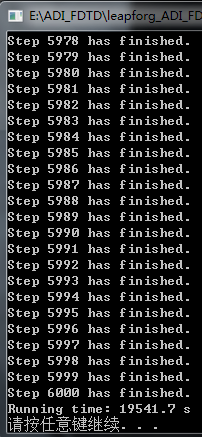 E:\ADI_FDTD\leapforg_ADI_FD
Step 5978 has finished.
Step 5979 has finished.
Step 5980 has finished.
Step 5981 has finished.
Step 5982 has finished.
Step 5983 has finished.
Step 5984 has finished.
Step 5985 has finished.
Step 5986 has finished.
Step 5987 has finished.
Step 5988 has finished.
Step 5989 has finished.
Step 5990 has finished.
Step 5991 has finished.
Step 5992 has finished.
Step 5993 has finished.
Step 5994 has finished.
Step 5995 has finished.
Step 5996 has finished.
Step 5997 has finished.
Step 5998 has finished.
Step 5999 has finished.
Step 6000 has finished.
Running time: 19541.7 s
请按任意键继续. . .